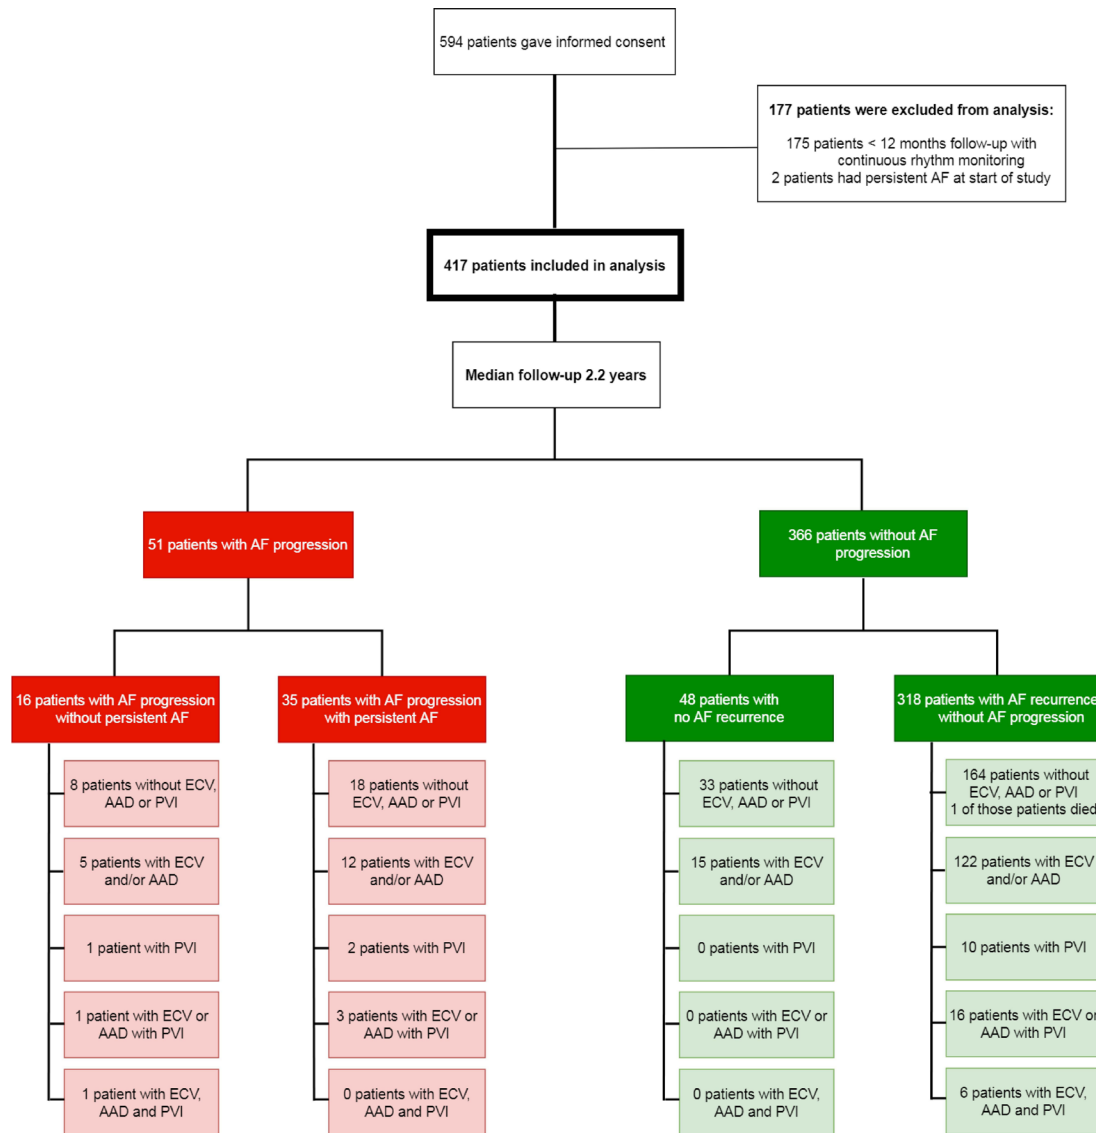 594 patients gave informed consent
177 patients were excluded from analysis:
175 patients < 12 months follow-up with
continuous rhythm monitoring
2 patients had persistent AF at start of study
417 patients included in analysis
Median follow-up 2.2 years
51 patients with AF progression
366 patients without AF
progression
16 patients with AF progression
without persistent AF
35 patients with AF progression
with persistent AF
48 patients with
no AF recurrence
318 patients with AF recurrence
without AF progression
8 patients without ECV,
AAD or PVI
18 patients without
ECV, AAD or PVI
33 patients without
ECV, AAD or PVI
164 patients without
ECV, AAD or PVI
1 of those patients died
5 patients with ECV
and/or AAD
12 patients with ECV
and/or AAD
15 patients with ECV
and/or AAD
122 patients with ECV
and/or AAD
1 patient with PVI
2 patients with PVI
0 patients with PVI
10 patients with PVI
1 patient with ECV or
AAD with PVI
3 patients with ECV or
AAD with PVI
0 patients with ECV or
AAD with PVI
16 patients with ECV or
AAD with PVI
1 patient with ECV,
AAD and PVI
0 patients with ECV,
AAD and PVI
0 patients with ECV,
AAD and PVI
6 patients with ECV,
AAD and PVI